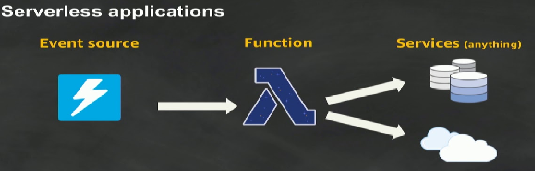 Serverless applications
Event source
Function
Services (anything)